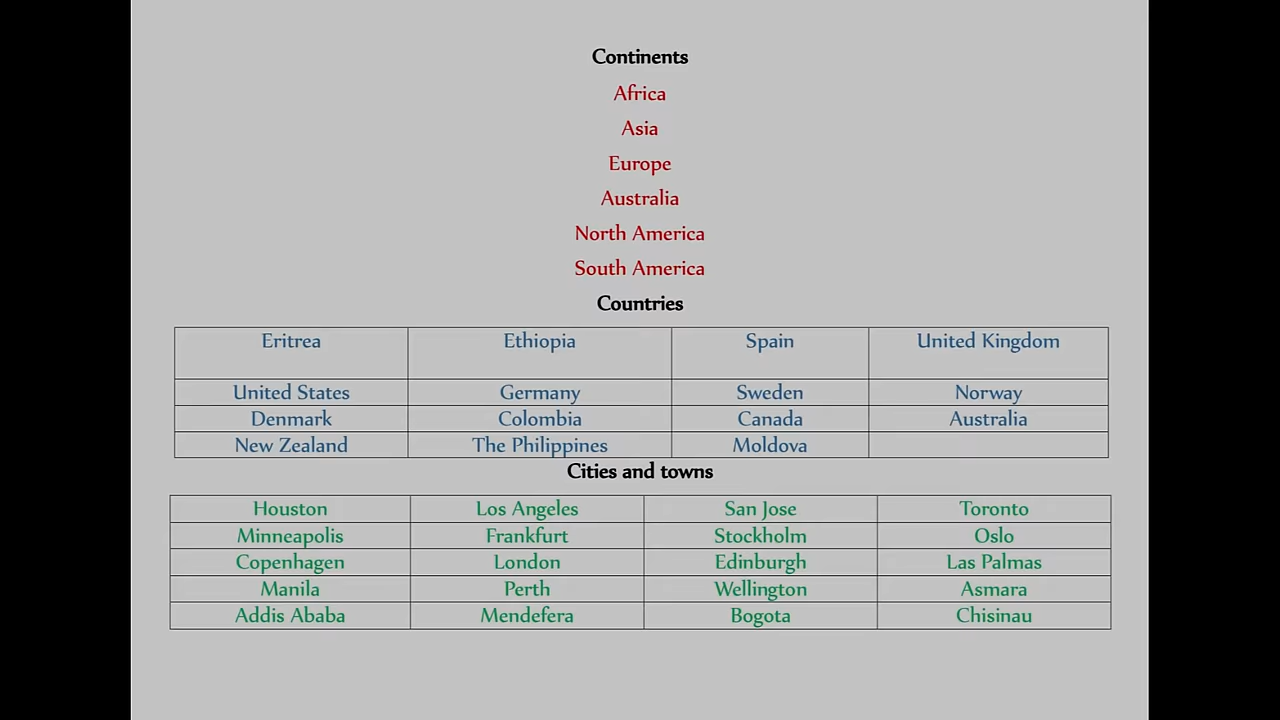 Continents
Africa
Asia
Europe
Australia
North America
South America
Countries
Eritrea Ethiopia Spain United Kingdom
United States Germany Sweden Norway
Denmark Colombia Canada Australia
New Zealand The Philippines Moldova
Cities and towns
Houston Los Angeles San Jose Toronto
Minneapolis Frankfurt Stockholm Oslo
Copenhagen London Edinburgh Las Palmas
Manila Perth Wellington Asmara
Addis Ababa Mendefera Bogota Chisinau